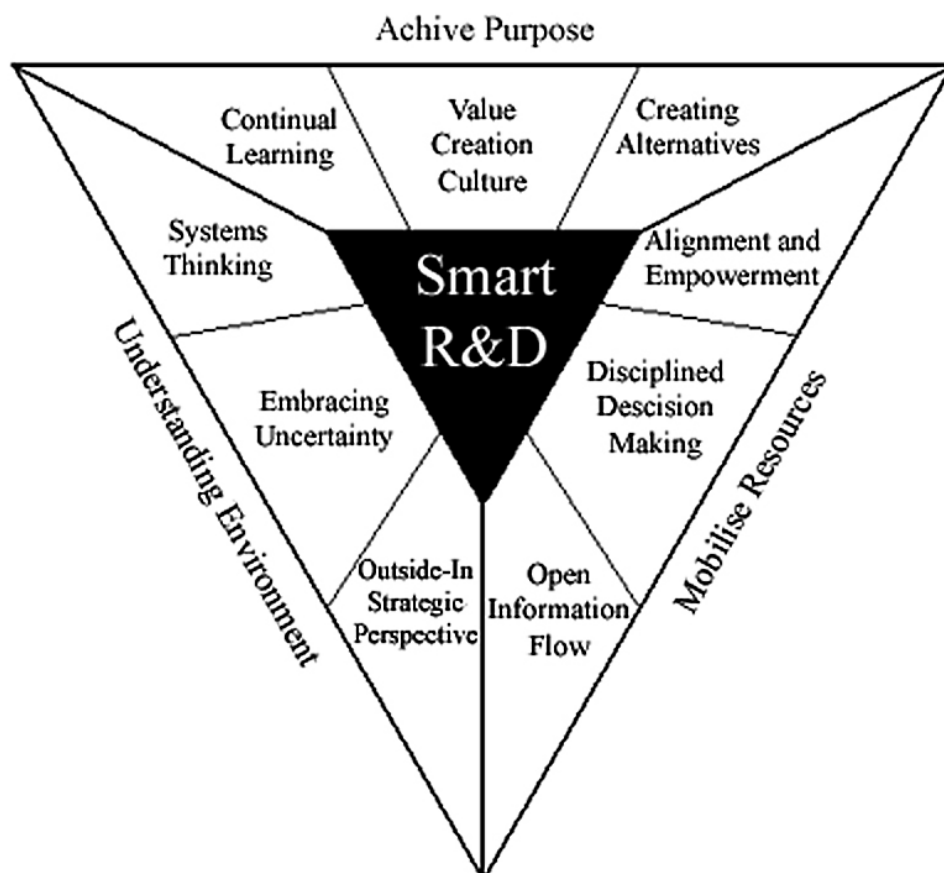 Achive Purpose
Continual
Learning
Value
Creation
Culture
Creating
Alternatives
Systems
Thinking
Smart
R&D
Alignment and
Empowerment
Embracing
Uncertainty
Disciplined
Descision
Making
Understanding Environment
Mobilise Resources
Outside-In
Strategic
Perspective
Open
Information
Flow